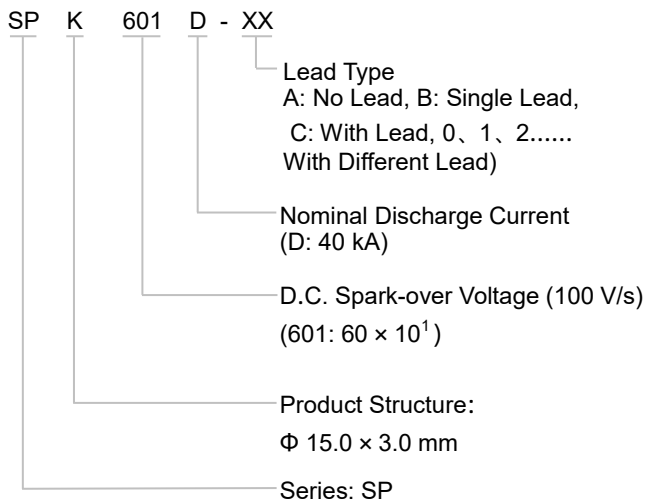 SP K 601 D - XX
Lead Type
A: No Lead, B: Single Lead,
C: With Lead, 0、1、2......
With Different Lead)
Nominal Discharge Current
(D: 40 kA)
D.C. Spark-over Voltage (100 V/s)
(601: 60 × 10¹)
Product Structure:
Φ 15.0 × 3.0 mm
Series: SP